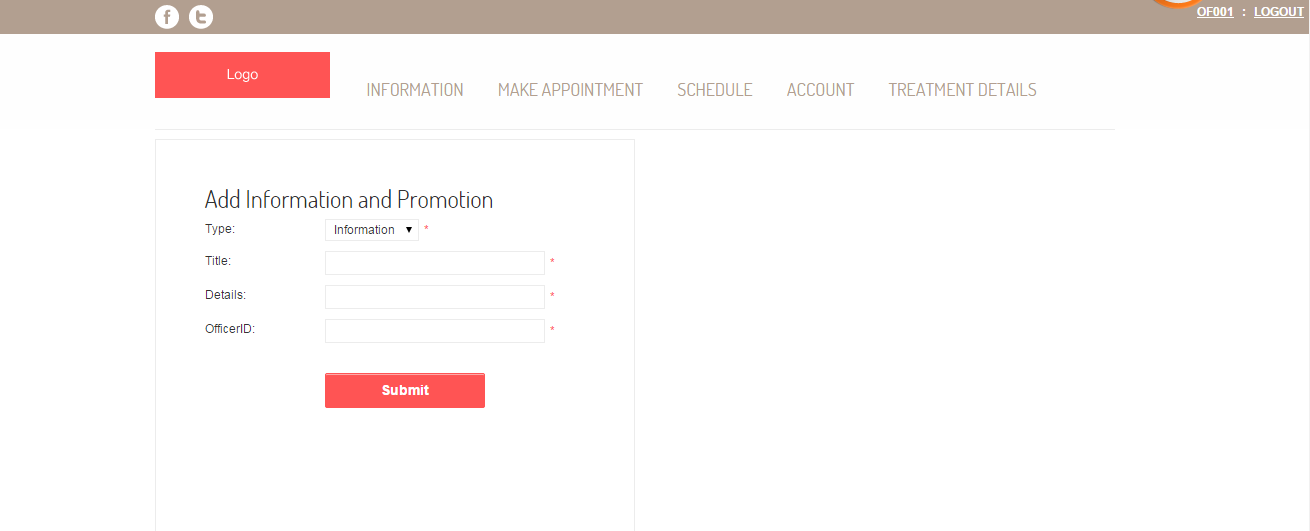 OF001 : LOGOUT
Logo
INFORMATION MAKE APPOINTMENT SCHEDULE ACCOUNT TREATMENT DETAILS
Add Information and Promotion
Type: Information *
Title: *
Details: *
OfficerID: *
Submit